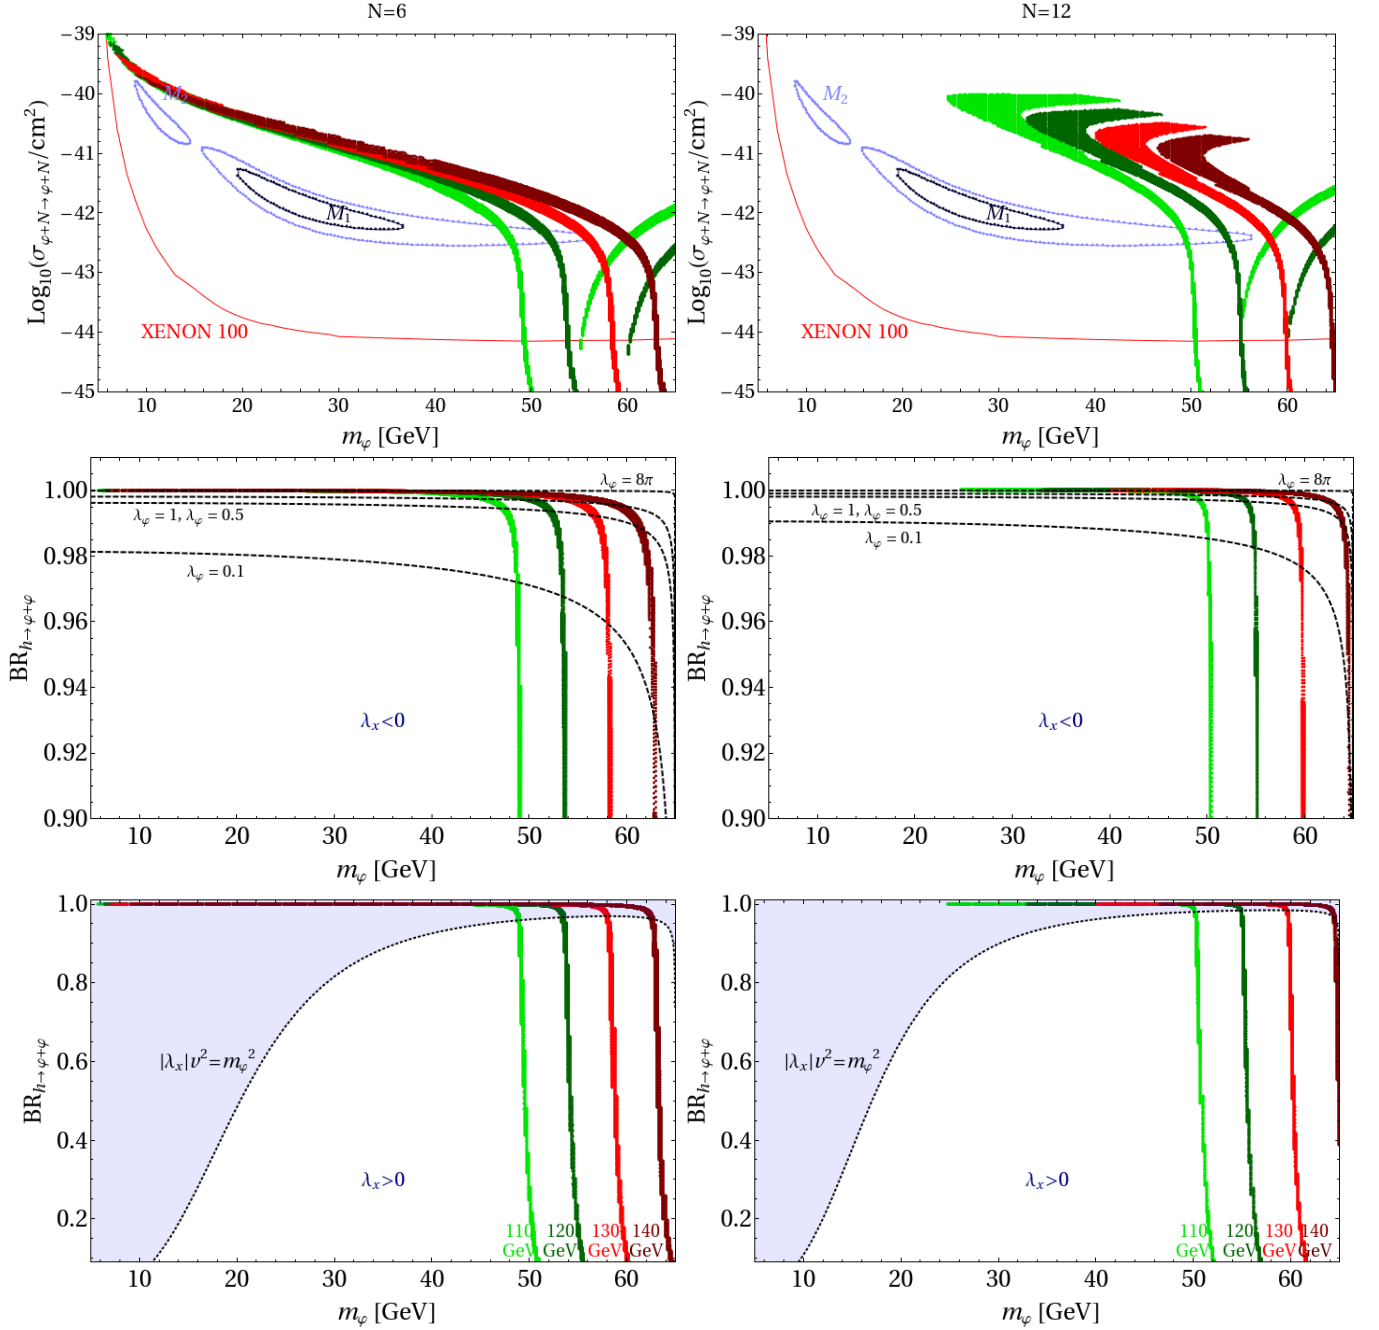 N=6
N=12
−39
−40
−41
−42
−43
−44
−45
Log10(σφ+N→φ+N/cm²)
M2
M1
XENON 100
10 20 30 40 50 60
mφ [GeV]
−39
−40
−41
−42
−43
−44
−45
Log10(σφ+N→φ+N/cm²)
M2
M1
XENON 100
10 20 30 40 50 60
mφ [GeV]
1.00
0.98
0.96
0.94
0.92
0.90
BRh→φ+φ
λφ = 8π
λφ = 1, λφ = 0.5
λφ = 0.1
λx<0
10 20 30 40 50 60
mφ [GeV]
1.00
0.98
0.96
0.94
0.92
0.90
BRh→φ+φ
λφ = 8π
λφ = 1, λφ = 0.5
λφ = 0.1
λx<0
10 20 30 40 50 60
mφ [GeV]
1.0
0.8
0.6
0.4
0.2
BRh→φ+φ
|λx|v²=mφ²
λx>0
110 120 130 140
GeV GeV GeV GeV
10 20 30 40 50 60
mφ [GeV]
1.0
0.8
0.6
0.4
0.2
BRh→φ+φ
|λx|v²=mφ²
λx>0
110 120 130 140
GeV GeV GeV GeV
10 20 30 40 50 60
mφ [GeV]